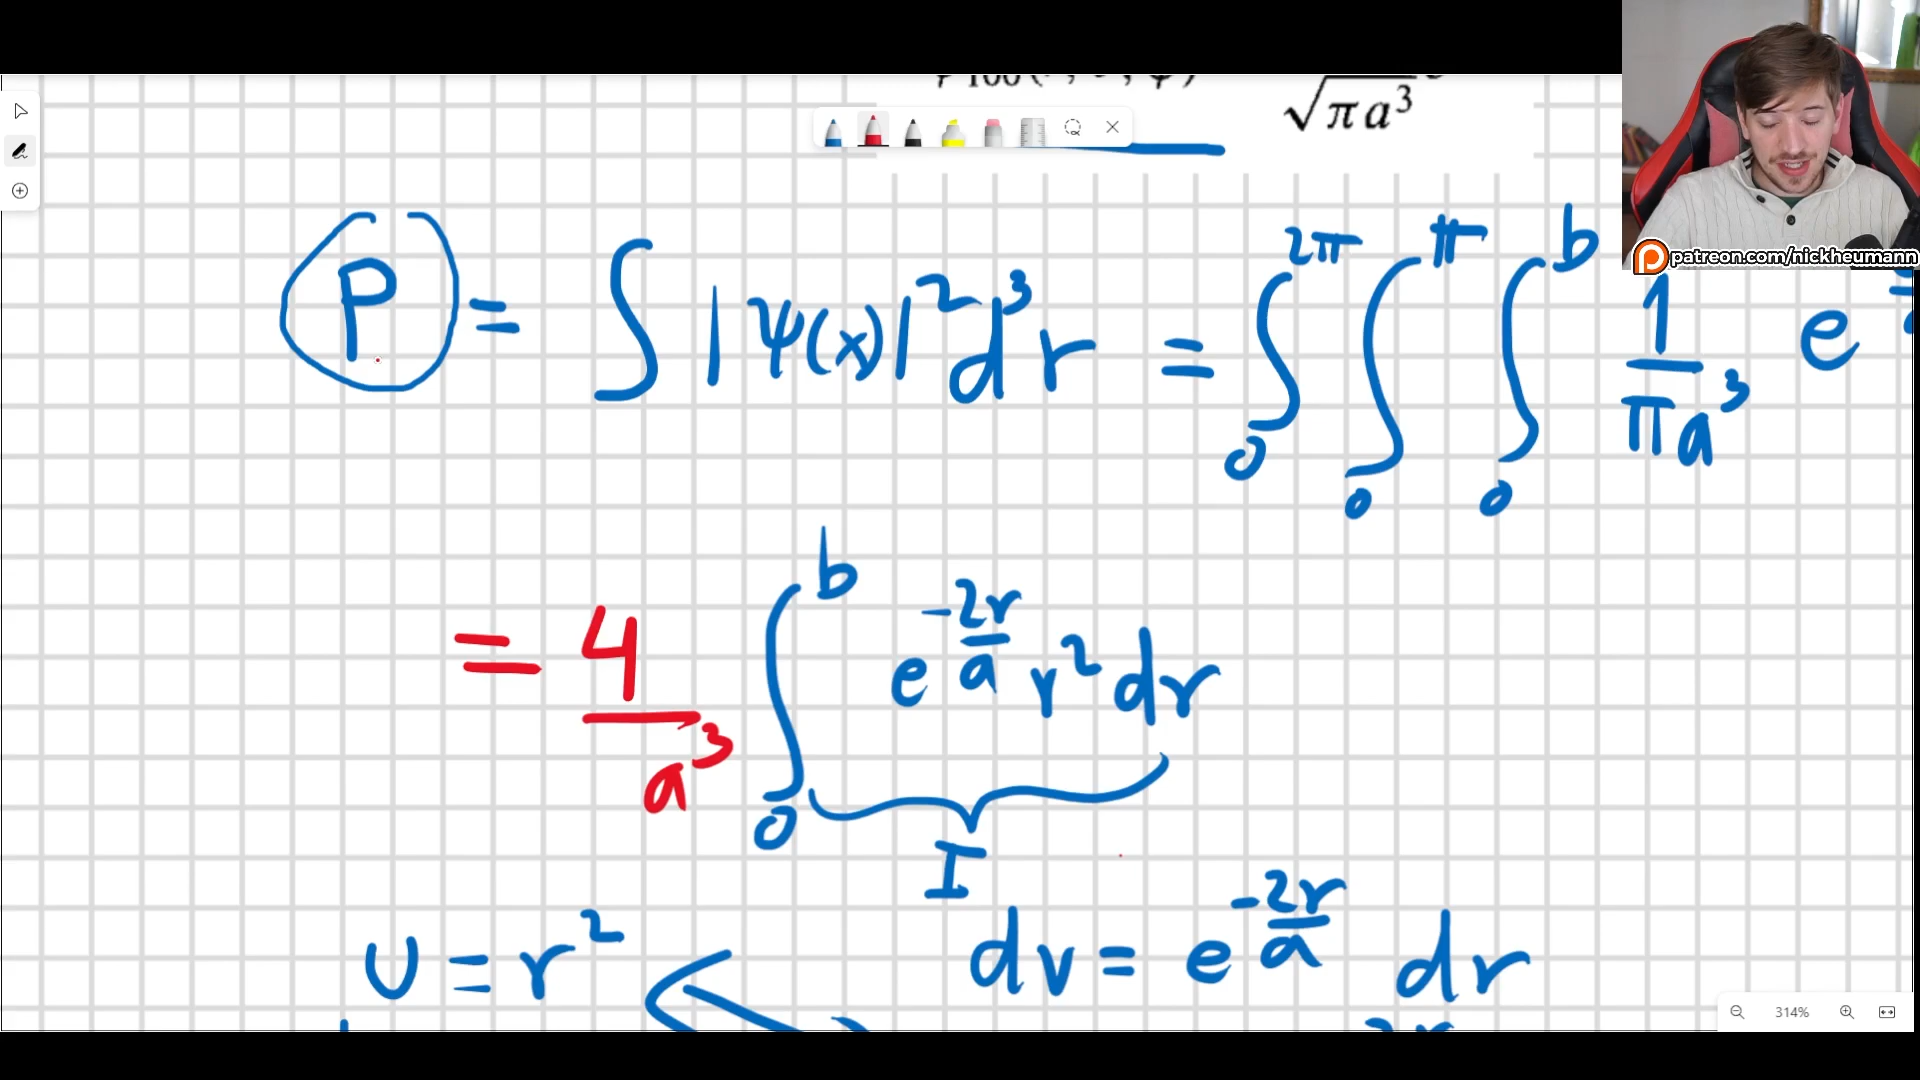 √πa³
patreon.com/nickheumann
P = ∫ |ψ(x)|² d³r = ∫₀^2π ∫₀^π ∫₀^b 1/πa³ e
= 4/a³ ∫₀^b e^(-2r/a) r² dr
I
U = r² dv = e^(-2r/a) dr
314%